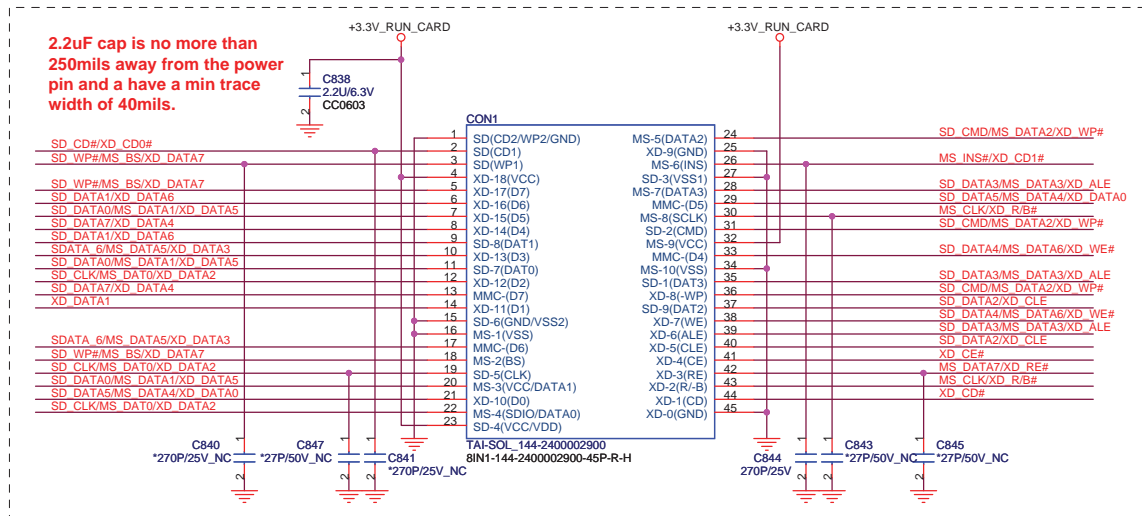 +3.3V_RUN_CARD
+3.3V_RUN_CARD
2.2uF cap is no more than
250mils away from the power
pin and a have a min trace
width of 40mils.
1
C838
2.2U/6.3V
CC0603
2
CON1
SD_CD#/XD_CD0#
SD_WP#/MS_BS/XD_DATA7
SD_WP#/MS_BS/XD_DATA7
SD_DATA1/XD_DATA6
SD_DATA0/MS_DATA1/XD_DATA5
SD_DATA7/XD_DATA4
SD_DATA1/XD_DATA6
SDATA_6/MS_DATA5/XD_DATA3
SD_DATA0/MS_DATA1/XD_DATA5
SD_CLK/MS_DAT0/XD_DATA2
SD_DATA7/XD_DATA4
XD_DATA1
SDATA_6/MS_DATA5/XD_DATA3
SD_WP#/MS_BS/XD_DATA7
SD_CLK/MS_DAT0/XD_DATA2
SD_DATA0/MS_DATA1/XD_DATA5
SD_DATA5/MS_DATA4/XD_DATA0
SD_CLK/MS_DAT0/XD_DATA2
1 SD(CD2/WP2/GND)
2 SD(CD1)
3 SD(WP1)
4 XD-18(VCC)
5 XD-17(D7)
6 XD-16(D6)
7 XD-15(D5)
8 XD-14(D4)
9 SD-8(DAT1)
10 XD-13(D3)
11 SD-7(DAT0)
12 XD-12(D2)
13 MMC-(D7)
14 XD-11(D1)
15 SD-6(GND/VSS2)
16 MS-1(VSS)
17 MMC-(D6)
18 MS-2(BS)
19 SD-5(CLK)
20 MS-3(VCC/DATA1)
21 XD-10(D0)
22 MS-4(SDIO/DATA0)
23 SD-4(VCC/VDD)
MS-5(DATA2) 24
XD-9(GND) 25
MS-6(INS) 26
SD-3(VSS1) 27
MS-7(DATA3) 28
MMC-(D5) 29
MS-8(SCLK) 30
SD-2(CMD) 31
MS-9(VCC) 32
MMC-(D4) 33
MS-10(VSS) 34
SD-1(DAT3) 35
XD-8(-WP) 36
SD-9(DAT2) 37
XD-7(WE) 38
XD-6(ALE) 39
XD-5(CLE) 40
XD-4(CE) 41
XD-3(RE) 42
XD-2(R/-B) 43
XD-1(CD) 44
XD-0(GND) 45
SD_CMD/MS_DATA2/XD_WP#
MS_INS#/XD_CD1#
SD_DATA3/MS_DATA3/XD_ALE
SD_DATA5/MS_DATA4/XD_DATA0
MS_CLK/XD_R/B#
SD_CMD/MS_DATA2/XD_WP#
SD_DATA4/MS_DATA6/XD_WE#
SD_DATA3/MS_DATA3/XD_ALE
SD_CMD/MS_DATA2/XD_WP#
SD_DATA2/XD_CLE
SD_DATA4/MS_DATA6/XD_WE#
SD_DATA3/MS_DATA3/XD_ALE
SD_DATA2/XD_CLE
XD_CE#
MS_DATA7/XD_RE#
MS_CLK/XD_R/B#
XD_CD#
TAI-SOL_144-2400002900
8IN1-144-2400002900-45P-R-H
C840
*270P/25V_NC
1
2
C847
*27P/50V_NC
1
2
C841
*270P/25V_NC
1
2
C844
270P/25V
1
2
C843
*27P/50V_NC
1
2
C845
*27P/50V_NC
1
2